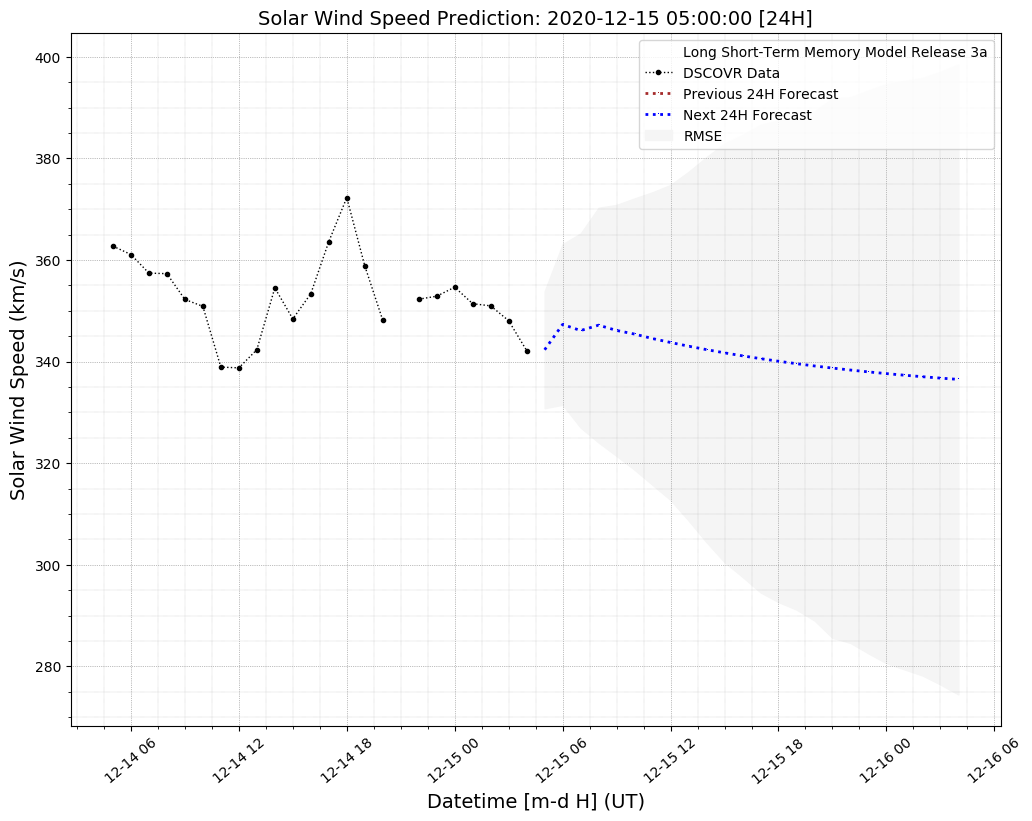 Solar Wind Speed Prediction: 2020-12-15 05:00:00 [24H]
Long Short-Term Memory Model Release 3a
DSCOVR Data
Previous 24H Forecast
Next 24H Forecast
RMSE
Solar Wind Speed (km/s)
400
380
360
340
320
300
280
12-14 06
12-14 12
12-14 18
12-15 00
12-15 06
12-15 12
12-15 18
12-16 00
12-16 06
Datetime [m-d H] (UT)